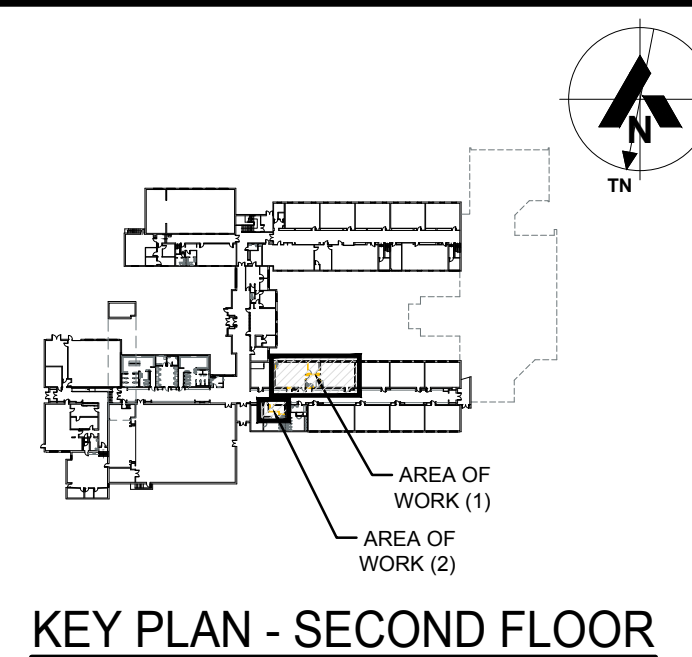 N
TN
AREA OF
WORK (1)
AREA OF
WORK (2)
KEY PLAN - SECOND FLOOR